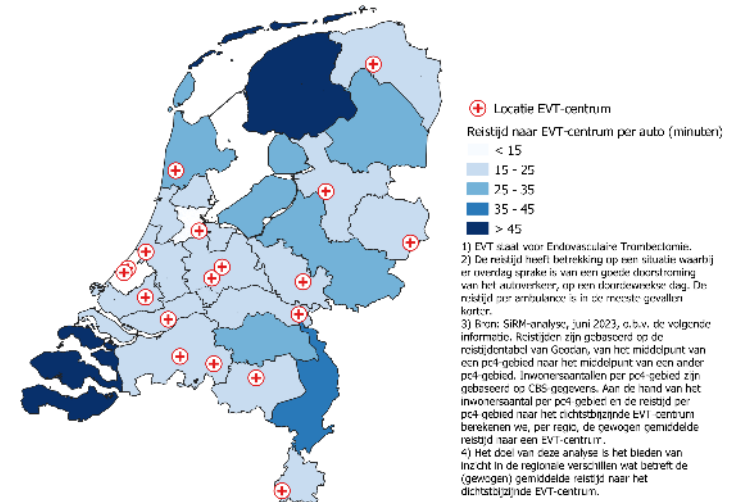 Locatie EVT-centrum
Reistijd naar EVT-centrum per auto (minuten)
< 15
15 - 25
25 - 35
35 - 45
> 45
1) EVT staat voor Endovasculaire Trombectomie.
2) De reistijd heeft betrekking op een situatie waarbij
er overdag sprake is van een goede doorstroming
van het autoverkeer, op een doordeweekse dag. De
reistijd per ambulance is in de meeste gevallen
korter.
3) Bron: SiRM-analyse, juni 2023, o.b.v. de volgende
informatie. Reistijden zijn gebaseerd op de
reistijdentabel van Geodan, van het middelpunt van
een pc4-gebied naar het middelpunt van een ander
pc4-gebied. Inwonersaantallen per pc4-gebied zijn
gebaseerd op CBS-gegevens. Aan de hand van het
inwonersaantal per pc4 gebied en de reistijd per
pc4 gebied naar het dichtstbijzijnde EVT-centrum
berekenen we, per regio, de gewogen gemiddelde
reistijd naar een EVT-centrum.
4) Het doel van deze analyse is het bieden van
inzicht in de regionale verschillen wat betreft de
(gewogen) gemiddelde reistijd naar het
dichtstbijzijnde EVT-centrum.